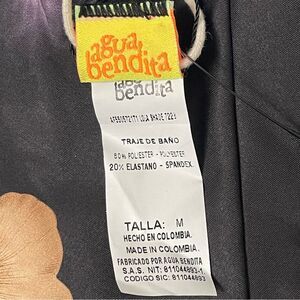 agua
bendita
agua
bendita
TRAJE DE BAÑO
80% POLIESTER - POLYESTER
20% ELASTANO - SPANDEX
TALLA: M
HECHO EN COLOMBIA.
MADE IN COLOMBIA.
FABRICADO POR AGUA BENDITA
S.A.S. NIT: 811044893-1
CODIGO SIC: 811044893